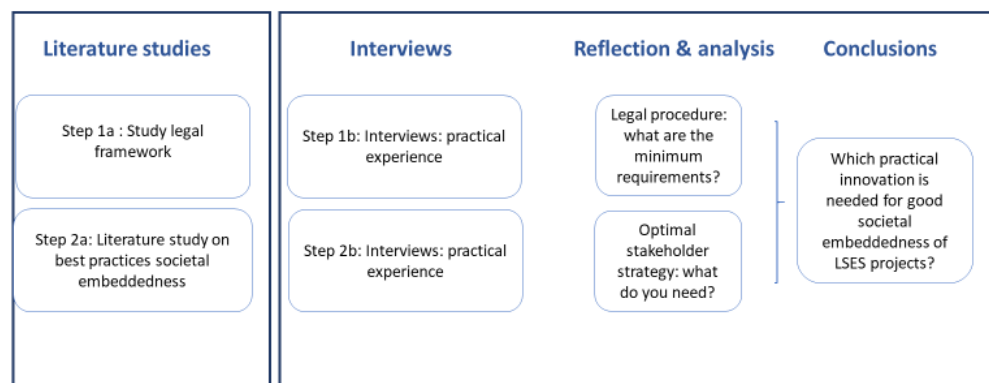 Literature studies
Interviews
Reflection & analysis
Conclusions
Step 1a : Study legal
framework
Step 1b: Interviews: practical
experience
Legal procedure:
what are the
minimum
requirements?
Step 2a: Literature study on
best practices societal
embeddedness
Step 2b: Interviews: practical
experience
Optimal
stakeholder
strategy: what
do you need?
Which practical
innovation is
needed for good
societal
embeddedness of
LSES projects?